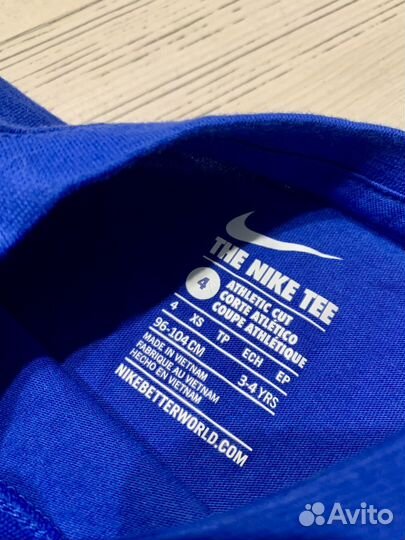 THE NIKE TEE
4
ATHLETIC CUT
CORTE ATLÉTICO
COUPE ATHLÉTIQUE
4 XS TP ECH EP
96-104 CM 3-4 YRS
MADE IN VIETNAM
FABRIQUE AU VIETNAM
HECHO EN VIETNAM
NIKEBETTERWORLD.COM
Avito